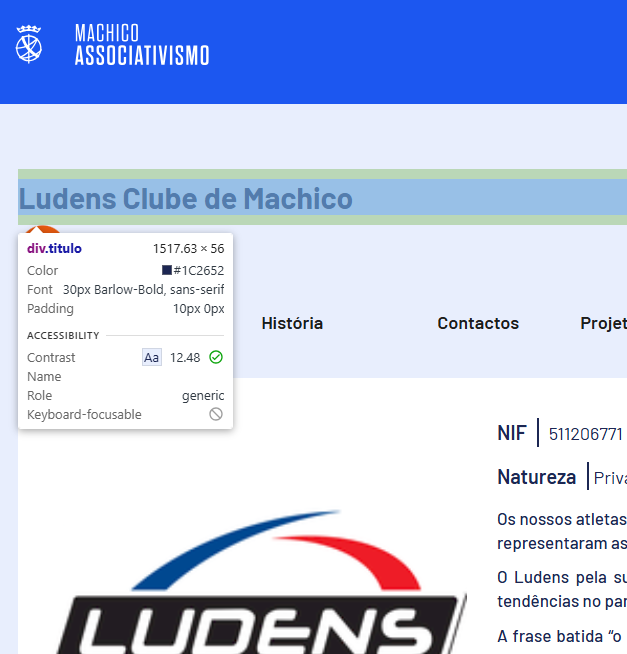 MACHICO
ASSOCIATIVISMO
Ludens Clube de Machico
div.titulo 1517.63 × 56
Color #1C2652
Font 30px Barlow-Bold, sans-serif
Padding 10px 0px
ACCESSIBILITY
Contrast Aa 12.48
Name
Role generic
Keyboard-focusable
História Contactos Projet
NIF 511206771
Natureza Priva
Os nossos atletas
representaram as
O Ludens pela su
tendências no par
A frase batida “o
LUDENS